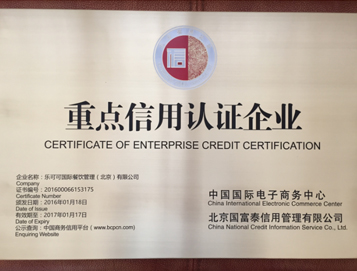 重点信用认证企业
CERTIFICATE OF ENTERPRISE CREDIT CERTIFICATION
企业名称：乐可可国际餐饮管理（北京）有限公司
Company
证书编号：201600066153175
Certificate Number
颁发日期：2016年01月18日
Date of Issue
有效期至：2017年01月17日
Date of Expiry
公示查询：中国商务信用平台（www.bcpcn.com）
Enquiring Website
中国国际电子商务中心
China International Electronic Commerce Center
北京国富泰信用管理有限公司
China National Credit Information Service Co., Ltd.